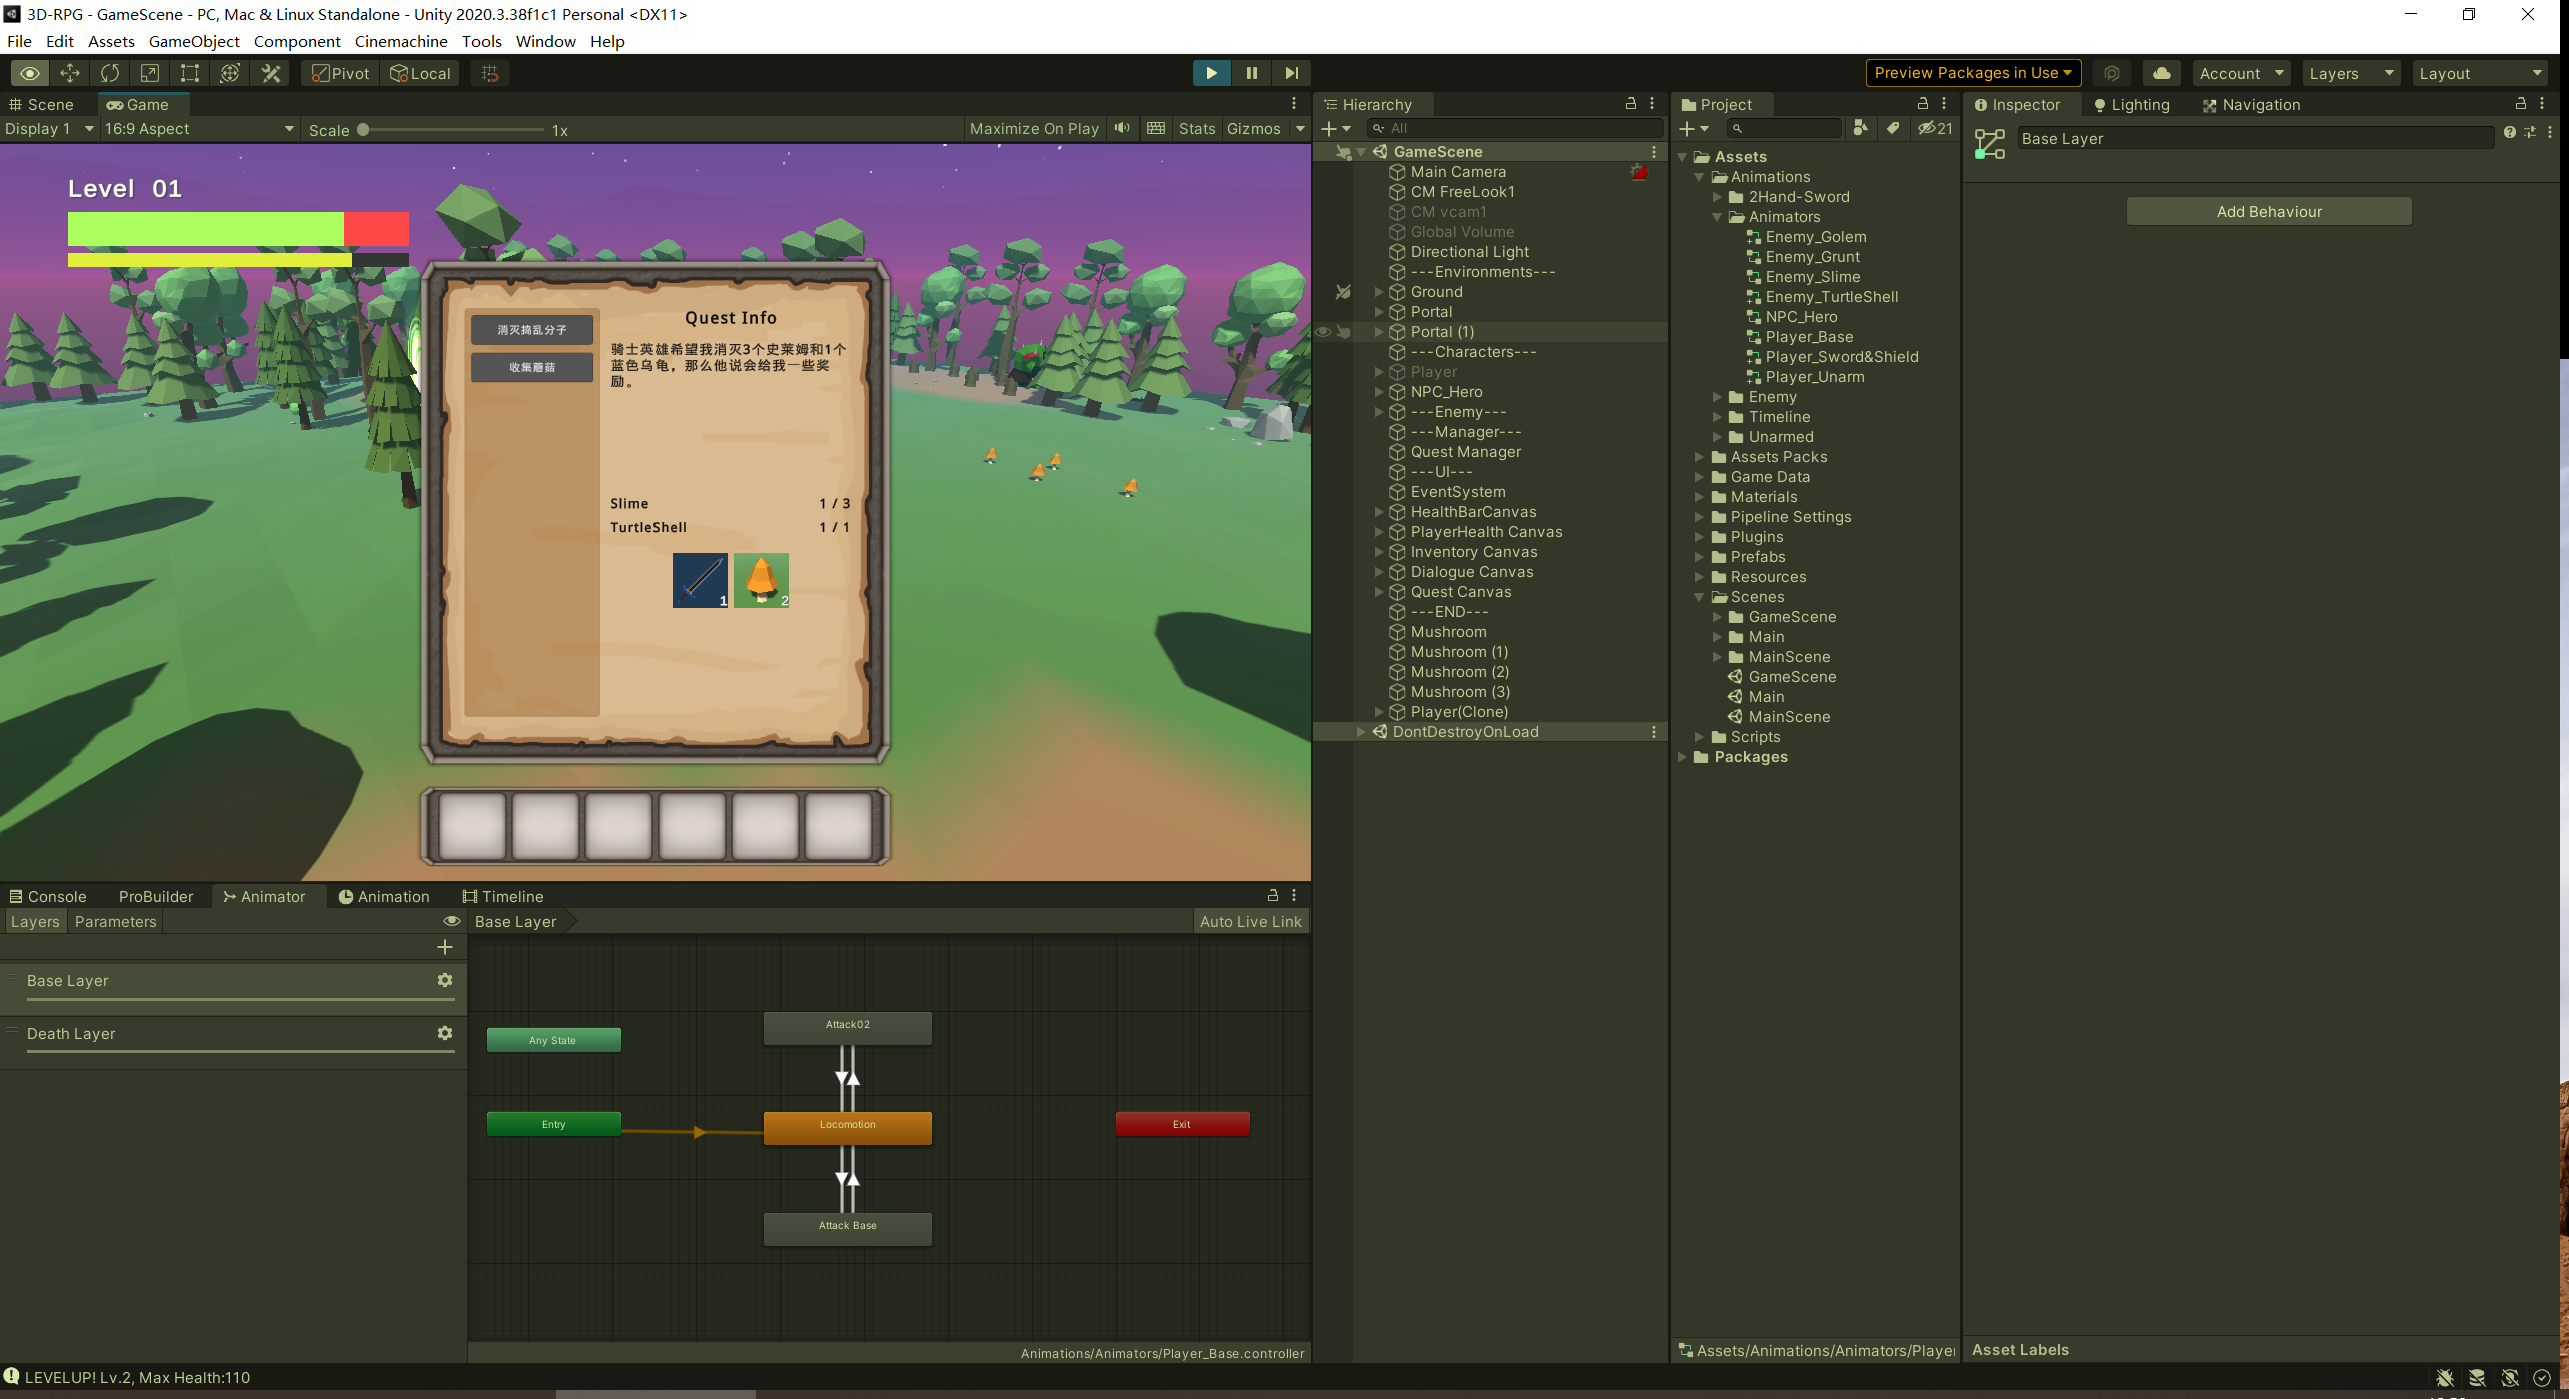 3D-RPG - GameScene - PC, Mac & Linux Standalone - Unity 2020.3.38f1c1 Personal <DX11>
File Edit Assets GameObject Component Cinemachine Tools Window Help
Pivot Local
Preview Packages in Use Account Layers Layout
Scene Game
Display 1 16:9 Aspect Scale 1x Maximize On Play Stats Gizmos
Level 01
消灭捣乱分子
收集蘑菇
Quest Info
骑士英雄希望我消灭3个史莱姆和1个
蓝色乌龟，那么他说会给我一些奖
励。
Slime 1 / 3
TurtleShell 1 / 1
1 2
Console ProBuilder Animator Animation Timeline
Layers Parameters Base Layer Auto Live Link
Base Layer
Death Layer
Any State
Entry
Attack02
Locomotion
Attack Base
Exit
Animations/Animators/Player_Base.controller
LEVELUP! Lv.2, Max Health:110
Hierarchy
All
GameScene
Main Camera
CM FreeLook1
CM vcam1
Global Volume
Directional Light
---Environments---
Ground
Portal
Portal (1)
---Characters---
Player
NPC_Hero
---Enemy---
---Manager---
Quest Manager
---UI---
EventSystem
HealthBarCanvas
PlayerHealth Canvas
Inventory Canvas
Dialogue Canvas
Quest Canvas
---END---
Mushroom
Mushroom (1)
Mushroom (2)
Mushroom (3)
Player(Clone)
DontDestroyOnLoad
Project
21
Assets
Animations
2Hand-Sword
Animators
Enemy_Golem
Enemy_Grunt
Enemy_Slime
Enemy_TurtleShell
NPC_Hero
Player_Base
Player_Sword&Shield
Player_Unarm
Enemy
Timeline
Unarmed
Assets Packs
Game Data
Materials
Pipeline Settings
Plugins
Prefabs
Resources
Scenes
GameScene
Main
MainScene
GameScene
Main
MainScene
Scripts
Packages
Assets/Animations/Animators/Player
Inspector Lighting Navigation
Base Layer
Add Behaviour
Asset Labels